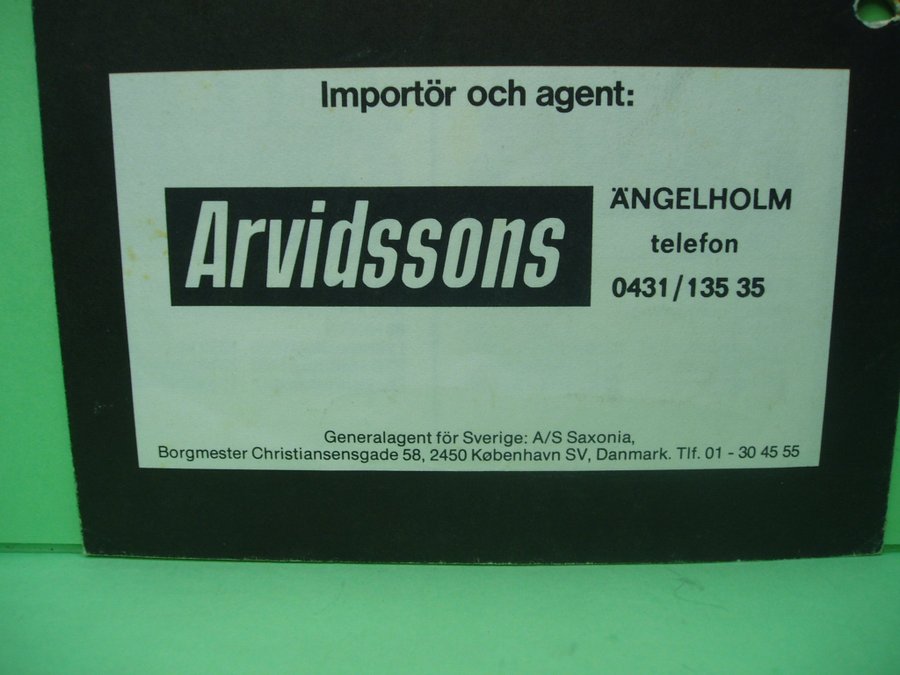 Importör och agent:
Arvidssons
ÄNGELHOLM
telefon
0431/135 35
Generalagent för Sverige: A/S Saxonia,
Borgmester Christiansensgade 58, 2450 København SV, Danmark. Tlf. 01 - 30 45 55